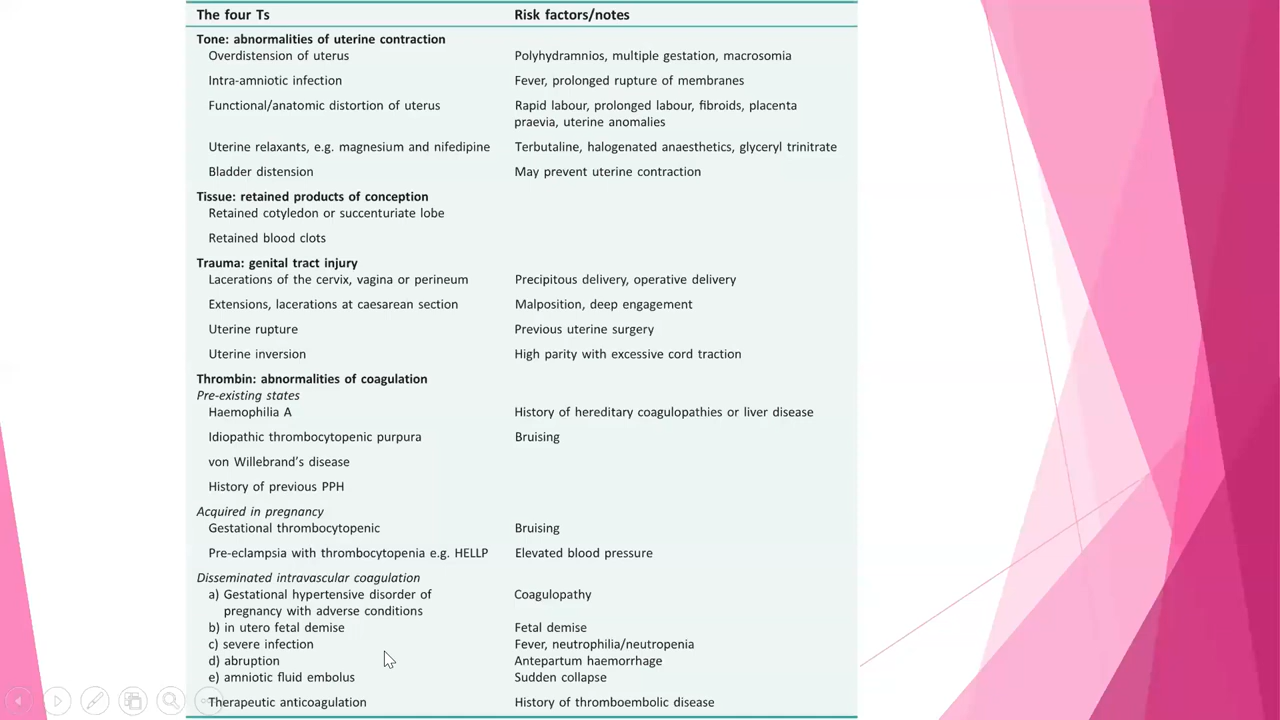 The four Ts Risk factors/notes
Tone: abnormalities of uterine contraction
Overdistension of uterus Polyhydramnios, multiple gestation, macrosomia
Intra-amniotic infection Fever, prolonged rupture of membranes
Functional/anatomic distortion of uterus Rapid labour, prolonged labour, fibroids, placenta
praevia, uterine anomalies
Uterine relaxants, e.g. magnesium and nifedipine Terbutaline, halogenated anaesthetics, glyceryl trinitrate
Bladder distension May prevent uterine contraction
Tissue: retained products of conception
Retained cotyledon or succenturiate lobe
Retained blood clots
Trauma: genital tract injury
Lacerations of the cervix, vagina or perineum Precipitous delivery, operative delivery
Extensions, lacerations at caesarean section Malposition, deep engagement
Uterine rupture Previous uterine surgery
Uterine inversion High parity with excessive cord traction
Thrombin: abnormalities of coagulation
Pre-existing states
Haemophilia A History of hereditary coagulopathies or liver disease
Idiopathic thrombocytopenic purpura Bruising
von Willebrand's disease
History of previous PPH
Acquired in pregnancy
Gestational thrombocytopenic Bruising
Pre-eclampsia with thrombocytopenia e.g. HELLP Elevated blood pressure
Disseminated intravascular coagulation
a) Gestational hypertensive disorder of Coagulopathy
pregnancy with adverse conditions
b) in utero fetal demise Fetal demise
c) severe infection Fever, neutrophilia/neutropenia
d) abruption Antepartum haemorrhage
e) amniotic fluid embolus Sudden collapse
Therapeutic anticoagulation History of thromboembolic disease